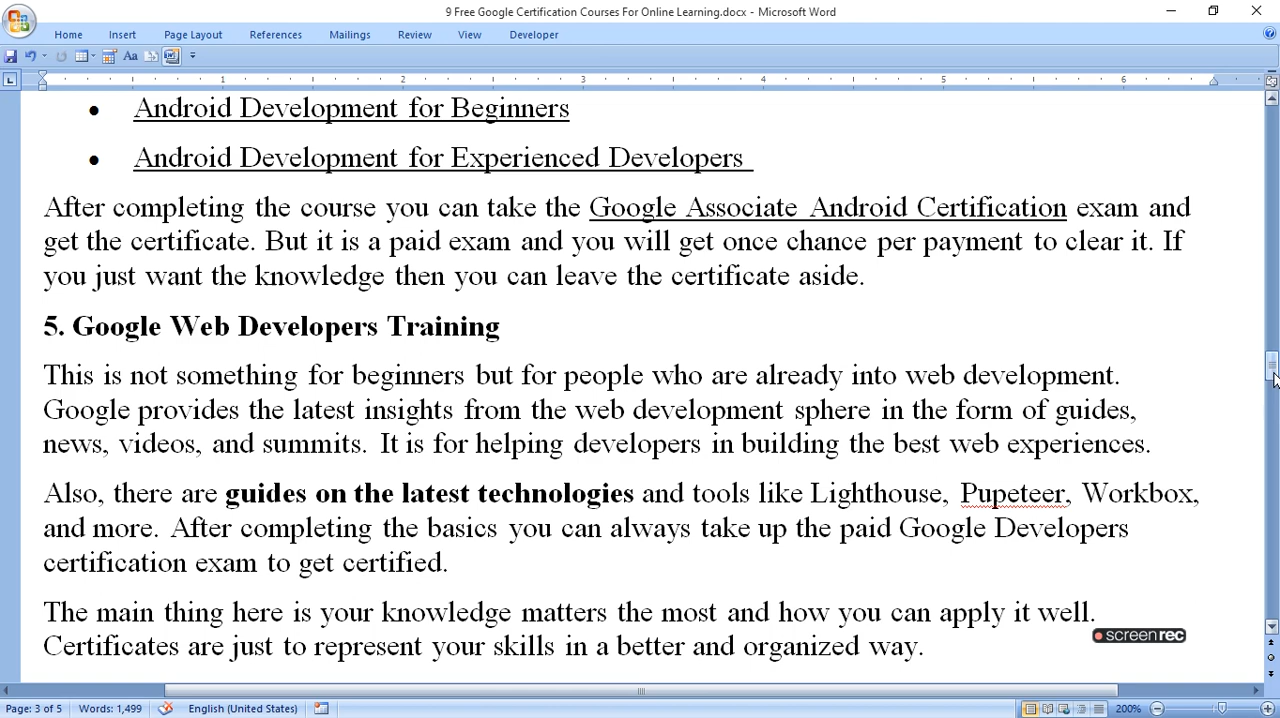 9 Free Google Certification Courses For Online Learning.docx - Microsoft Word
Home Insert Page Layout References Mailings Review View Developer
1 2 3 4 5 6
Android Development for Beginners
Android Development for Experienced Developers
After completing the course you can take the Google Associate Android Certification exam and
get the certificate. But it is a paid exam and you will get once chance per payment to clear it. If
you just want the knowledge then you can leave the certificate aside.
5. Google Web Developers Training
This is not something for beginners but for people who are already into web development.
Google provides the latest insights from the web development sphere in the form of guides,
news, videos, and summits. It is for helping developers in building the best web experiences.
Also, there are guides on the latest technologies and tools like Lighthouse, Pupeteer, Workbox,
and more. After completing the basics you can always take up the paid Google Developers
certification exam to get certified.
The main thing here is your knowledge matters the most and how you can apply it well.
screenrec
Certificates are just to represent your skills in a better and organized way.
Page: 3 of 5 Words: 1,499 English (United States) 200%